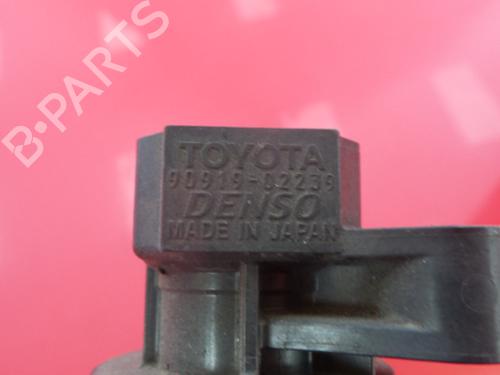 B-PARTS
TOYOTA
90919-02239
DENSO
MADE IN JAPAN